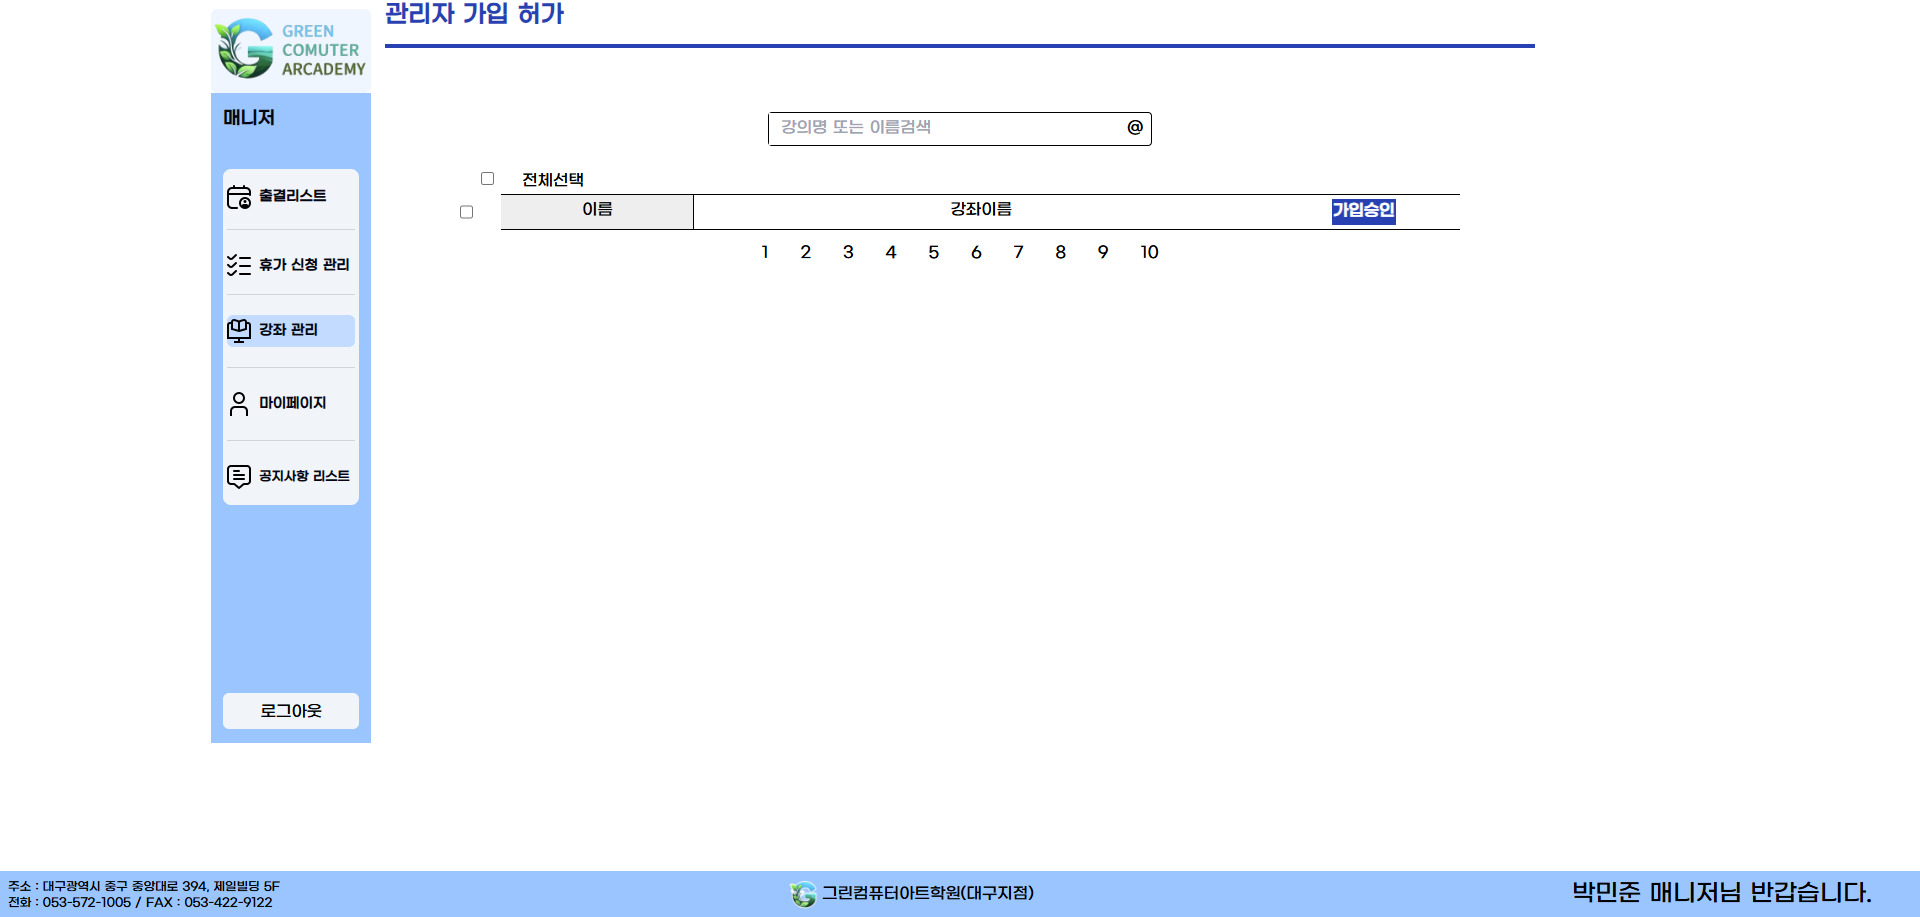 GREEN
COMUTER
ARCADEMY
매니저
출결리스트
휴가 신청 관리
강좌 관리
마이페이지
공지사항 리스트
로그아웃
관리자 가입 허가
강의명 또는 이름검색 @
전체선택
이름 강좌이름 가입승인
1 2 3 4 5 6 7 8 9 10
주소 : 대구광역시 중구 중앙대로 394, 제일빌딩 5F
전화 : 053-572-1005 / FAX : 053-422-9122
그린컴퓨터아트학원(대구지점)
박민준 매니저님 반갑습니다.